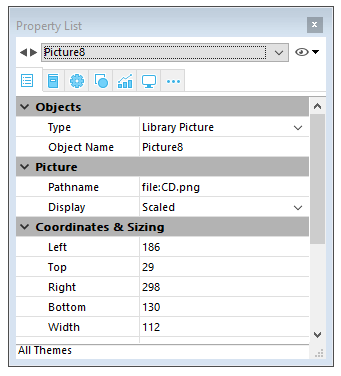 Property List
Picture8
Objects
Type Library Picture
Object Name Picture8
Picture
Pathname file:CD.png
Display Scaled
Coordinates & Sizing
Left 186
Top 29
Right 298
Bottom 130
Width 112
All Themes